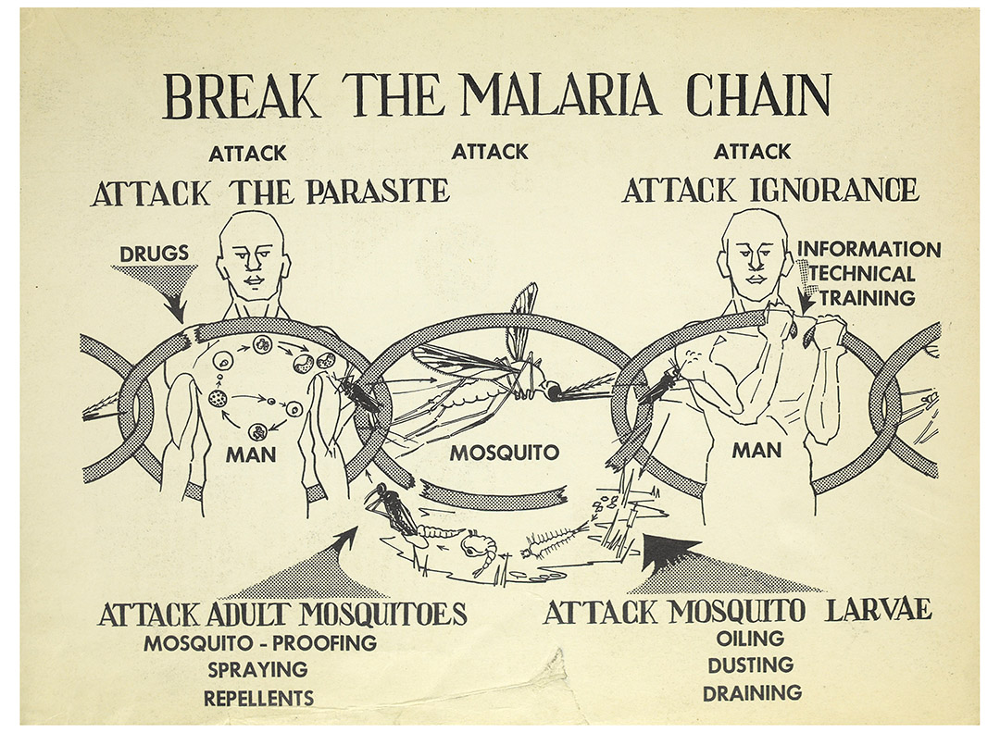 BREAK THE MALARIA CHAIN
ATTACK ATTACK ATTACK
ATTACK THE PARASITE
ATTACK IGNORANCE
DRUGS
INFORMATION
TECHNICAL
TRAINING
MAN
MOSQUITO
MAN
ATTACK ADULT MOSQUITOES
MOSQUITO - PROOFING
SPRAYING
REPELLENTS
ATTACK MOSQUITO LARVAE
OILING
DUSTING
DRAINING